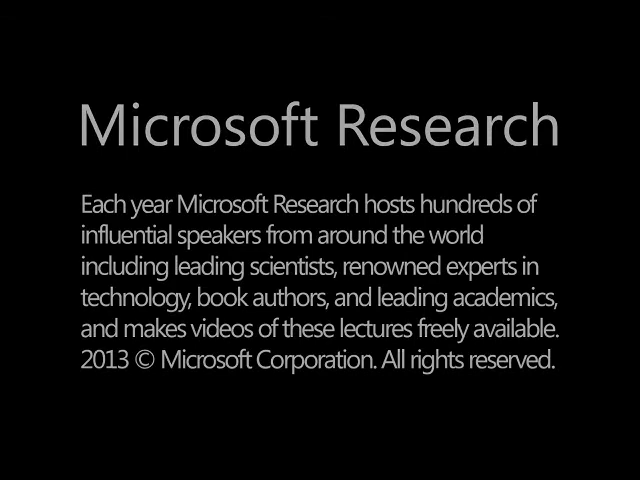 Microsoft Research
Each year Microsoft Research hosts hundreds of
influential speakers from around the world
including leading scientists, renowned experts in
technology, book authors, and leading academics,
and makes videos of these lectures freely available.
2013 © Microsoft Corporation. All rights reserved.